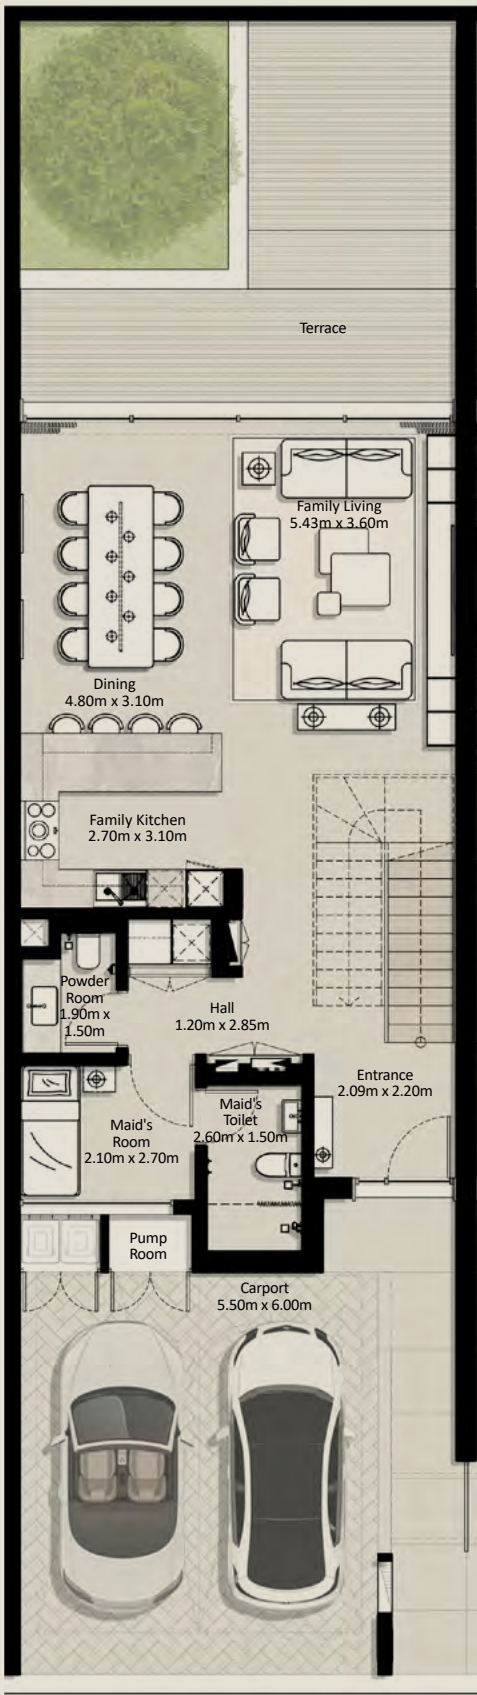 Terrace
Family Living
5.43m x 3.60m
Dining
4.80m x 3.10m
Family Kitchen
2.70m x 3.10m
Powder
Room
1.90m x
1.50m
Hall
1.20m x 2.85m
Entrance
2.09m x 2.20m
Maid's
Toilet
2.60m x 1.50m
Maid's
Room
2.10m x 2.70m
Pump
Room
Carport
5.50m x 6.00m